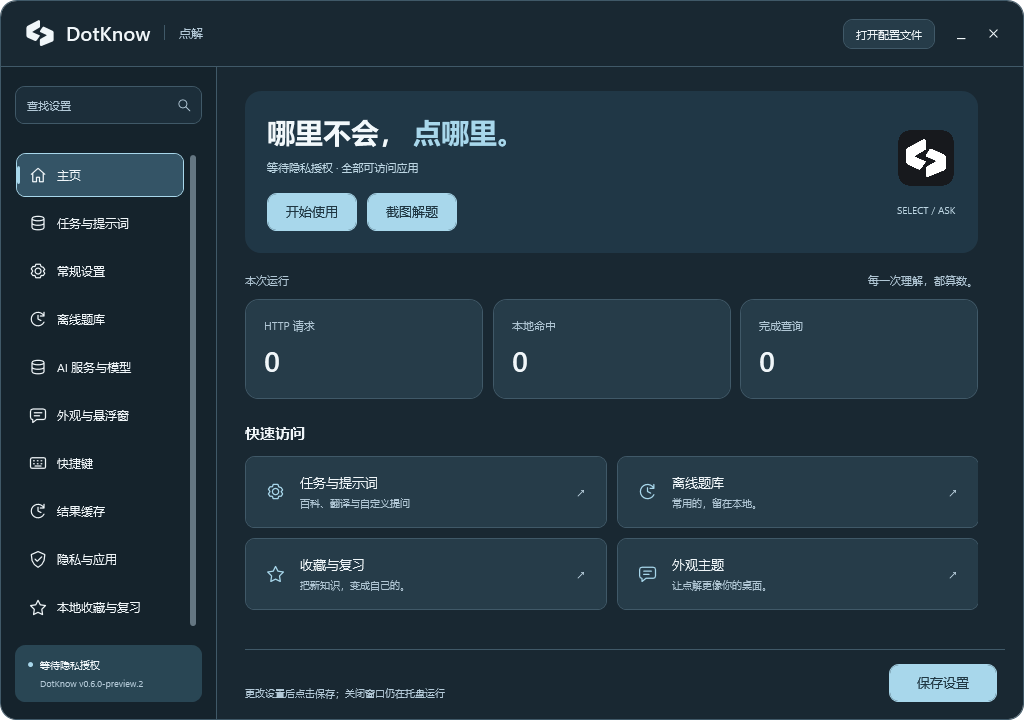 DotKnow 点解
打开配置文件
查找设置
主页
任务与提示词
常规设置
离线题库
AI 服务与模型
外观与悬浮窗
快捷键
结果缓存
隐私与应用
本地收藏与复习
等待隐私授权
DotKnow v0.6.0-preview.2
哪里不会， 点哪里。
等待隐私授权 · 全部可访问应用
开始使用
截图解题
SELECT / ASK
本次运行
每一次理解，都算数。
HTTP 请求
0
本地命中
0
完成查询
0
快速访问
任务与提示词
百科、翻译与自定义提问
离线题库
常用的，留在本地。
收藏与复习
把新知识，变成自己的。
外观主题
让点解更像你的桌面。
更改设置后点击保存；关闭窗口仍在托盘运行
保存设置